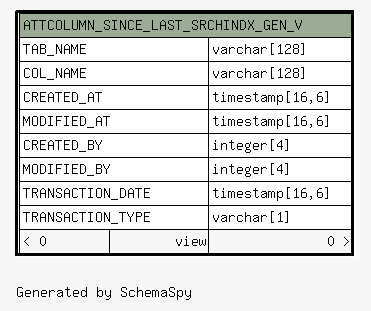 ATTCOLUMN_SINCE_LAST_SRCHINDX_GEN_V
TAB_NAME varchar[128]
COL_NAME varchar[128]
CREATED_AT timestamp[16,6]
MODIFIED_AT timestamp[16,6]
CREATED_BY integer[4]
MODIFIED_BY integer[4]
TRANSACTION_DATE timestamp[16,6]
TRANSACTION_TYPE varchar[1]
< 0 view 0 >
Generated by SchemaSpy